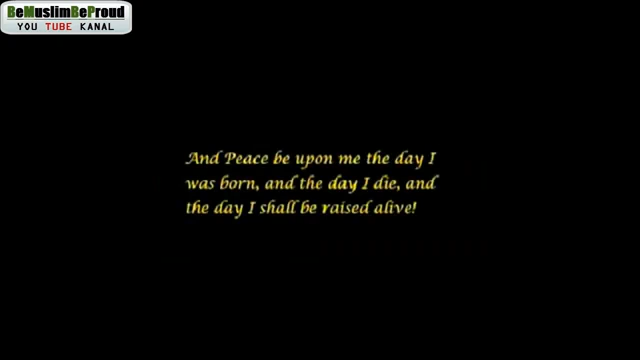 BeMuslimBeProud
YOU TUBE KANAL
And Peace be upon me the day I
was born, and the day I die, and
the day I shall be raised alive!